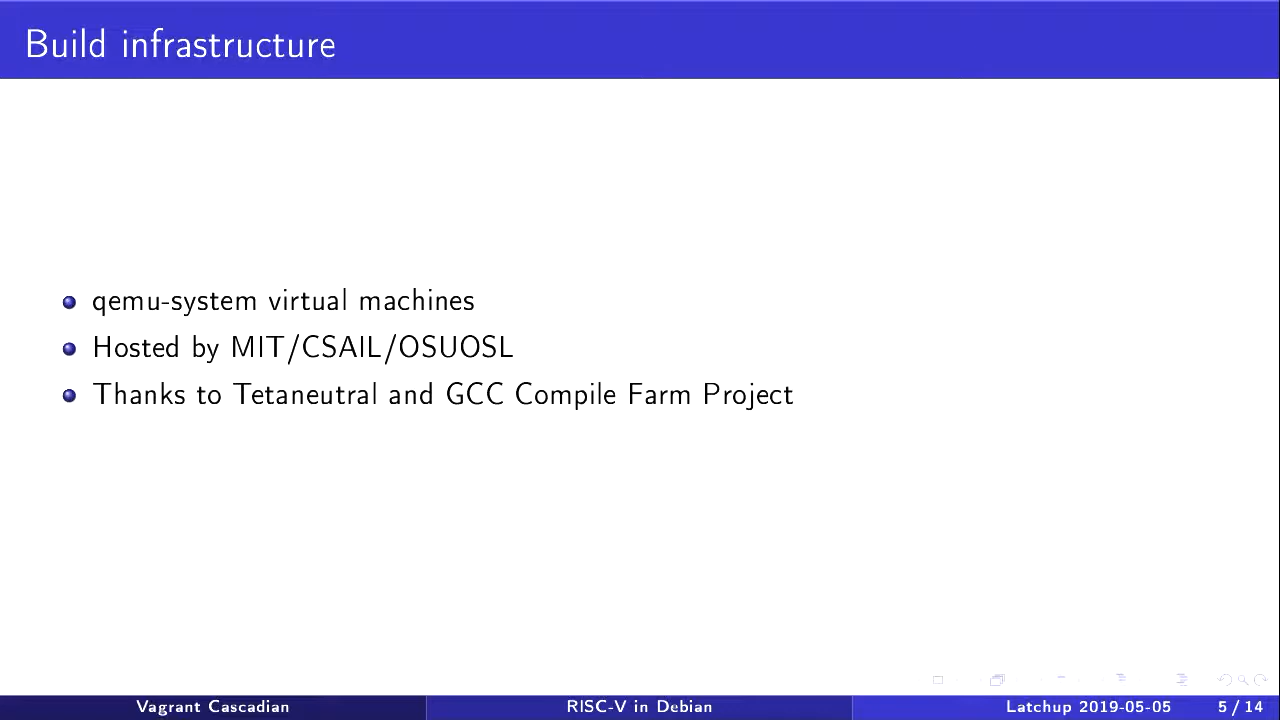 Build infrastructure
qemu-system virtual machines
Hosted by MIT/CSAIL/OSUOSL
Thanks to Tetaneutral and GCC Compile Farm Project
Vagrant Cascadian
RISC-V in Debian
Latchup 2019-05-05
5 / 14